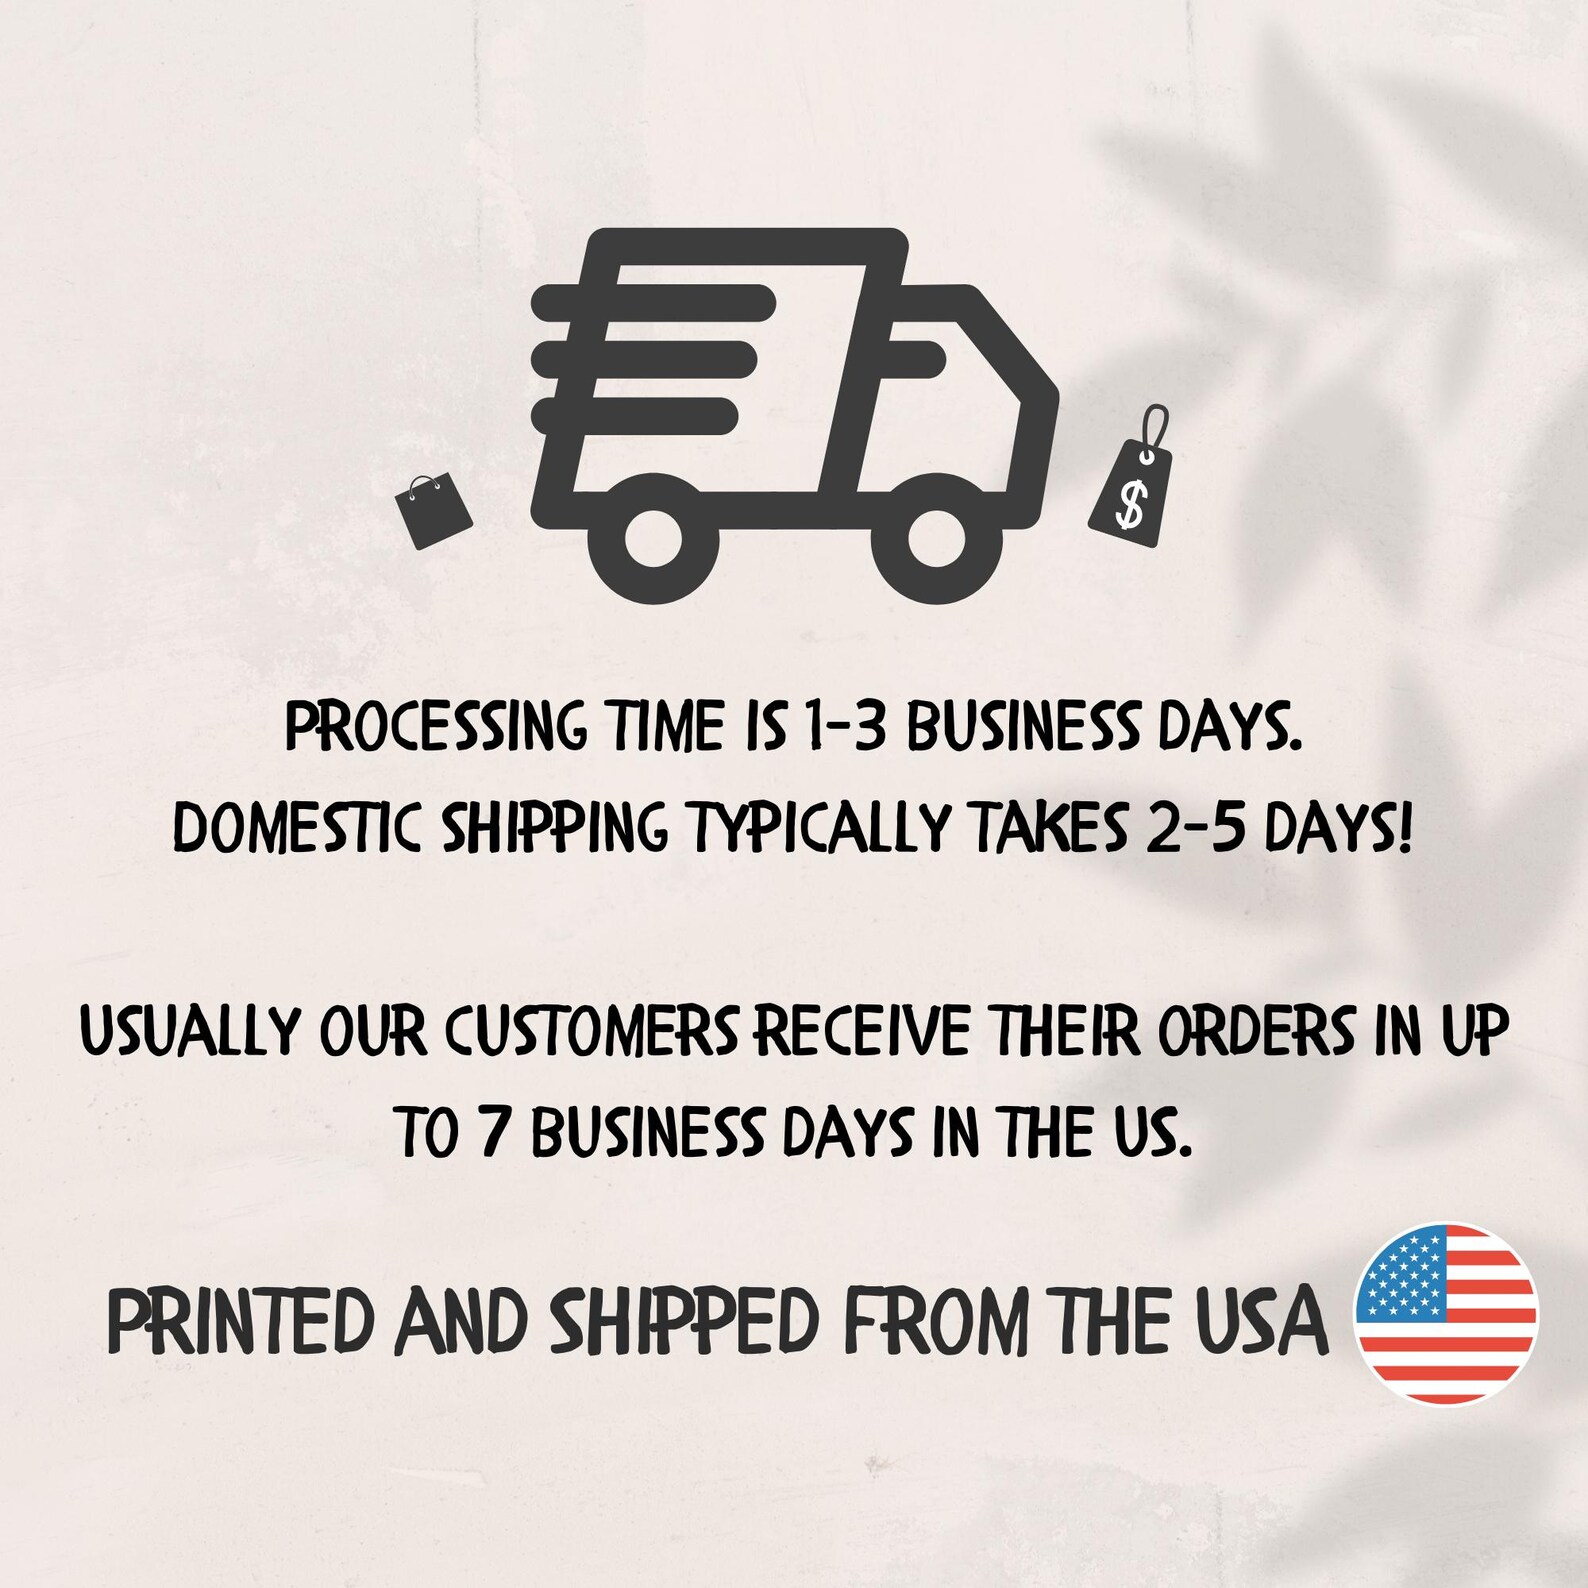 PROCESSING TIME IS 1-3 BUSINESS DAYS.
DOMESTIC SHIPPING TYPICALLY TAKES 2-5 DAYS!
USUALLY OUR CUSTOMERS RECEIVE THEIR ORDERS IN UP
TO 7 BUSINESS DAYS IN THE US.
PRINTED AND SHIPPED FROM THE USA
$